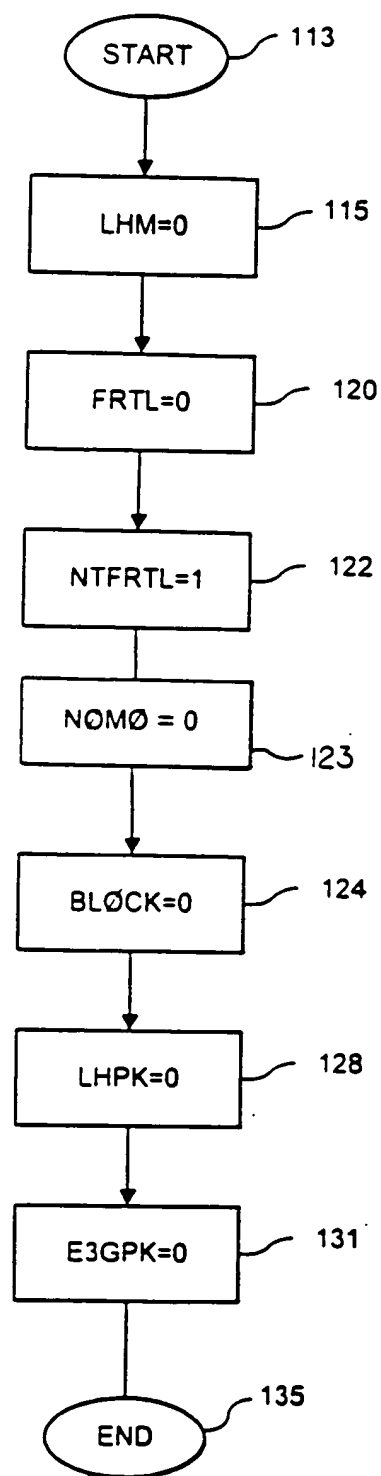 START 113
LHM=0 115
FRTL=0 120
NTFRTL=1 122
NØMØ = 0 123
BLØCK=0 124
LHPK=0 128
E3GPK=0 131
END 135